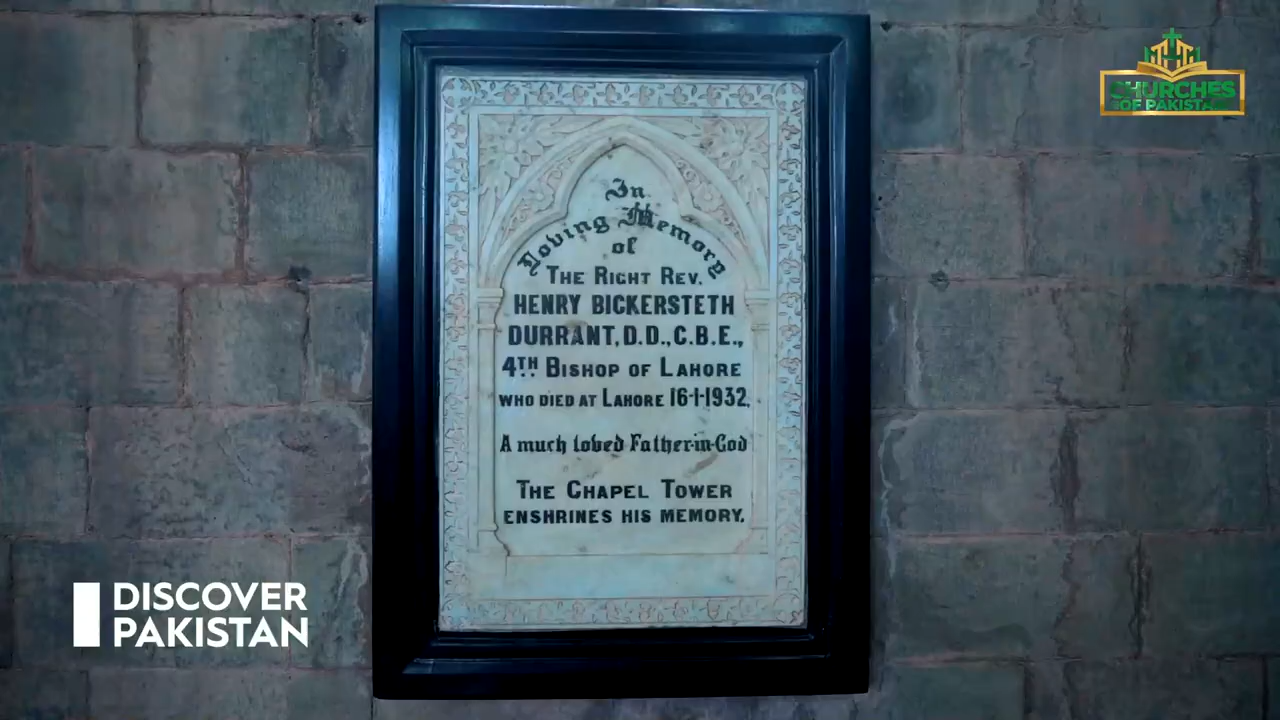 CHURCHES
OF PAKISTAN
In
Loving Memory
of
THE RIGHT REV.
HENRY BICKERSTETH
DURRANT, D.D., C.B.E.,
4TH BISHOP OF LAHORE
WHO DIED AT LAHORE 16-1-1932.
A much loved Father-in-God
THE CHAPEL TOWER
ENSHRINES HIS MEMORY.
DISCOVER
PAKISTAN